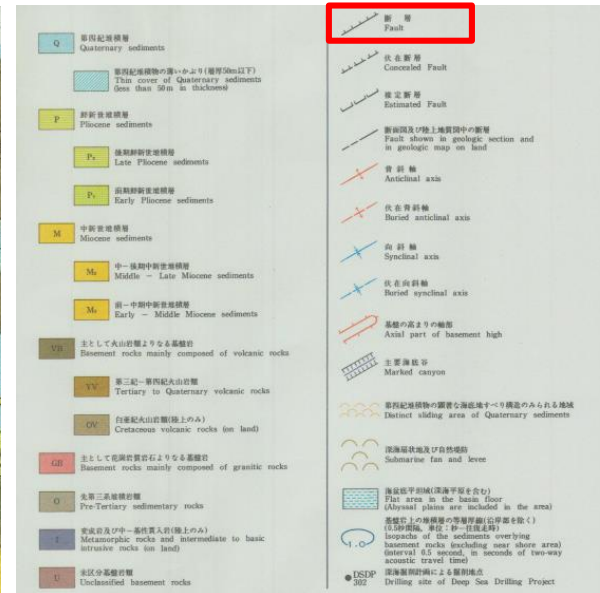 Q
第四紀堆積層
Quaternary sediments
第四紀堆積物の薄いかぶり(層厚50m以下)
Thin cover of Quaternary sediments
(less than 50 m in thickness)
P
鮮新世堆積層
Pliocene sediments
P₂
後期鮮新世堆積層
Late Pliocene sediments
P₁
前期鮮新世堆積層
Early Pliocene sediments
M
中新世堆積層
Miocene sediments
中－後期中新世堆積層
Middle － Late Miocene sediments
前－中期中新世堆積層
Early － Middle Miocene sediments
VB
主として火山岩類よりなる基盤岩
Basement rocks mainly composed of volcanic rocks
YV
第三紀～第四紀火山岩類
Tertiary to Quaternary volcanic rocks
OV
白亜紀火山岩類(陸上のみ)
Cretaceous volcanic rocks (on land)
GB
主として花崗岩質岩石よりなる基盤岩
Basement rocks mainly composed of granitic rocks
O
先第三系堆積岩類
Pre-Tertiary sedimentary rocks
I
変成岩及び中－基性貫入岩(陸上のみ)
Metamorphic rocks and intermediate to basic
intrusive rocks (on land)
U
未区分基盤岩類
Unclassified basement rocks
断 層
Fault
伏在断層
Concealed Fault
推定断層
Estimated Fault
断面図及び陸上地質図中の断層
Fault shown in geologic section and
in geologic map on land
背 斜 軸
Anticlinal axis
伏在背斜軸
Buried anticlinal axis
向 斜 軸
Synclinal axis
伏在向斜軸
Buried synclinal axis
基盤の高まりの軸部
Axial part of basement high
主要海底谷
Marked canyon
第四紀堆積物の顕著な海底地すべり構造のみられる地域
Distinct sliding area of Quaternary sediments
深海扇状地及び自然堤防
Submarine fan and levee
海盆底平坦域(深海平原を含む)
Flat area in the basin floor
(Abyssal plains are included in the area)
1.0
基盤岩上の堆積層の等層厚線(沿岸部を除く)
(0.5秒間隔, 単位：秒－往復走時)
Isopachs of the sediments overlying
basement rocks (excluding near shore area)
(interval 0.5 second, in seconds of two-way
acoustic travel time)
DSDP
302
深海掘削計画による掘削地点
Drilling site of Deep Sea Drilling Project